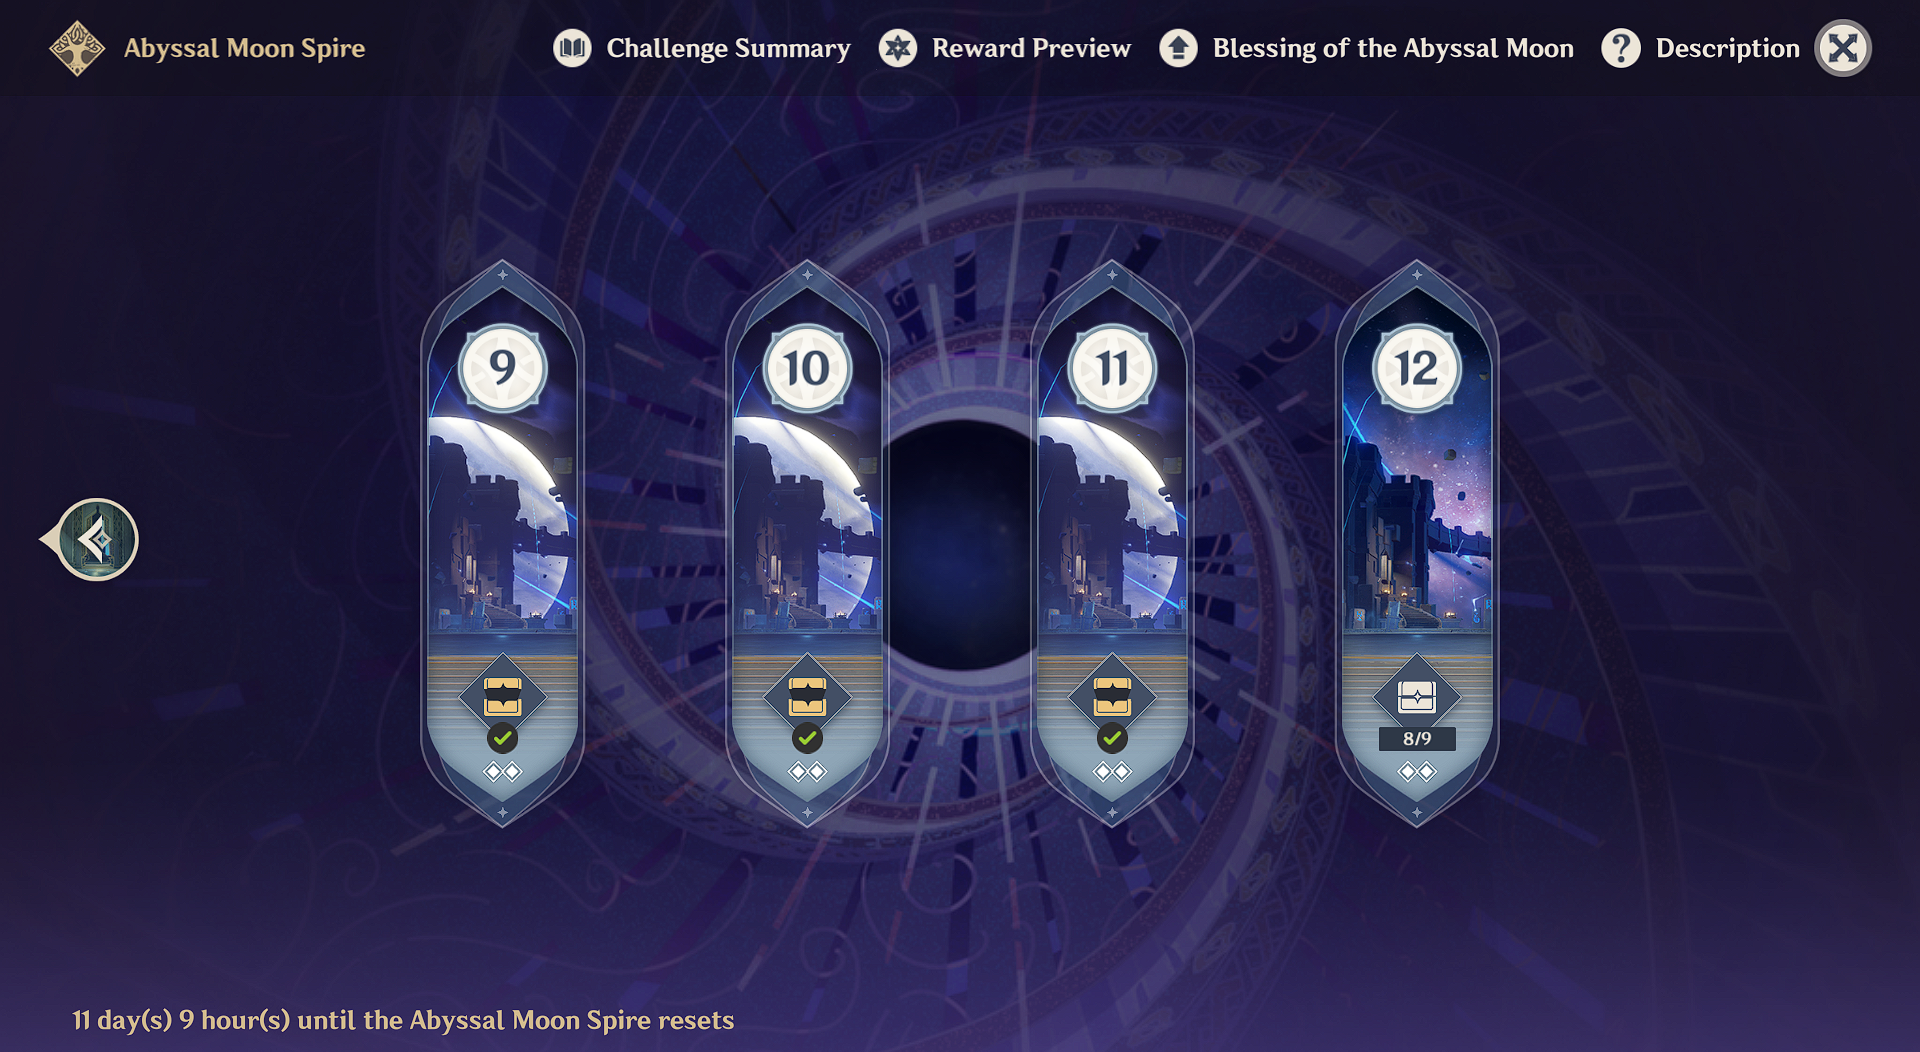 Abyssal Moon Spire
Challenge Summary
Reward Preview
Blessing of the Abyssal Moon
? Description
9
10
11
12
8/9
11 day(s) 9 hour(s) until the Abyssal Moon Spire resets